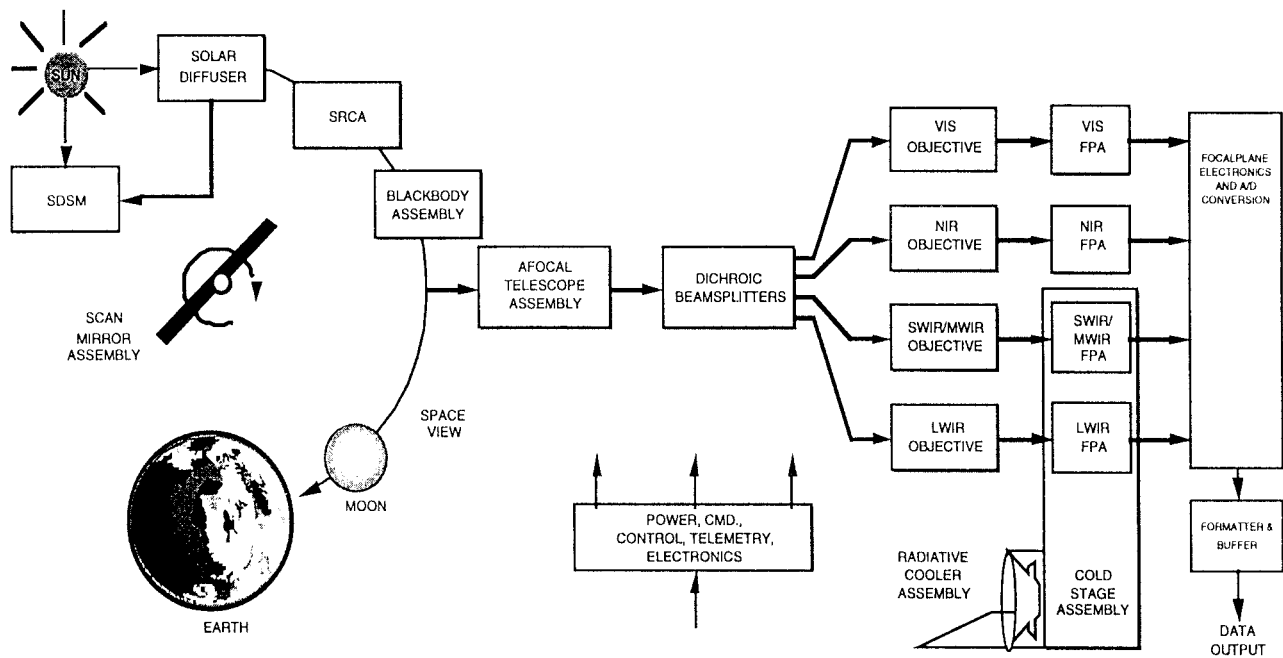 SUN
SOLAR
DIFFUSER
SRCA
SDSM
BLACKBODY
ASSEMBLY
SCAN
MIRROR
ASSEMBLY
AFOCAL
TELESCOPE
ASSEMBLY
DICHROIC
BEAMSPLITTERS
VIS
OBJECTIVE
VIS
FPA
NIR
OBJECTIVE
NIR
FPA
SWIR/MWIR
OBJECTIVE
SWIR/
MWIR
FPA
LWIR
OBJECTIVE
LWIR
FPA
FOCALPLANE
ELECTRONICS
AND A/D
CONVERSION
SPACE
VIEW
MOON
EARTH
POWER, CMD.,
CONTROL, TELEMETRY,
ELECTRONICS
RADIATIVE
COOLER
ASSEMBLY
COLD
STAGE
ASSEMBLY
FORMATTER &
BUFFER
DATA
OUTPUT